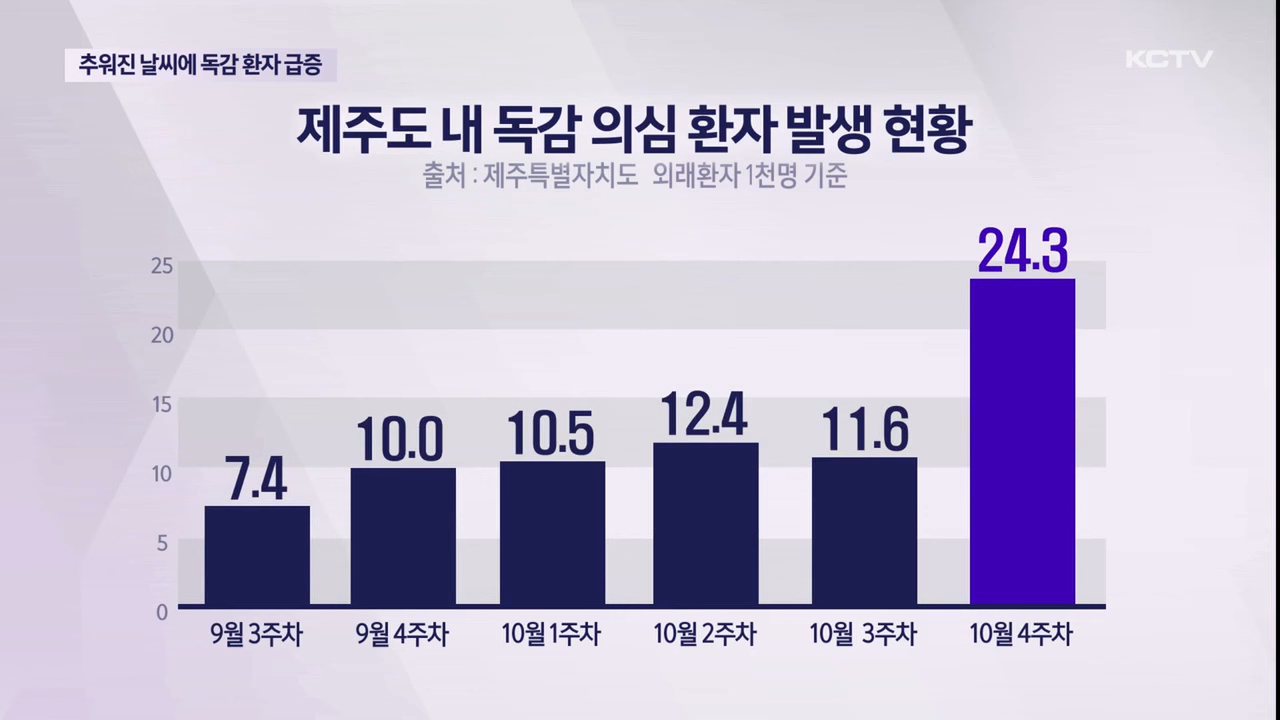 추워진 날씨에 독감 환자 급증
KCTV
제주도 내 독감 의심 환자 발생 현황
출처 : 제주특별자치도 외래환자 1천명 기준
25
20
15
10
5
0
7.4
10.0
10.5
12.4
11.6
24.3
9월 3주차
9월 4주차
10월 1주차
10월 2주차
10월 3주차
10월 4주차